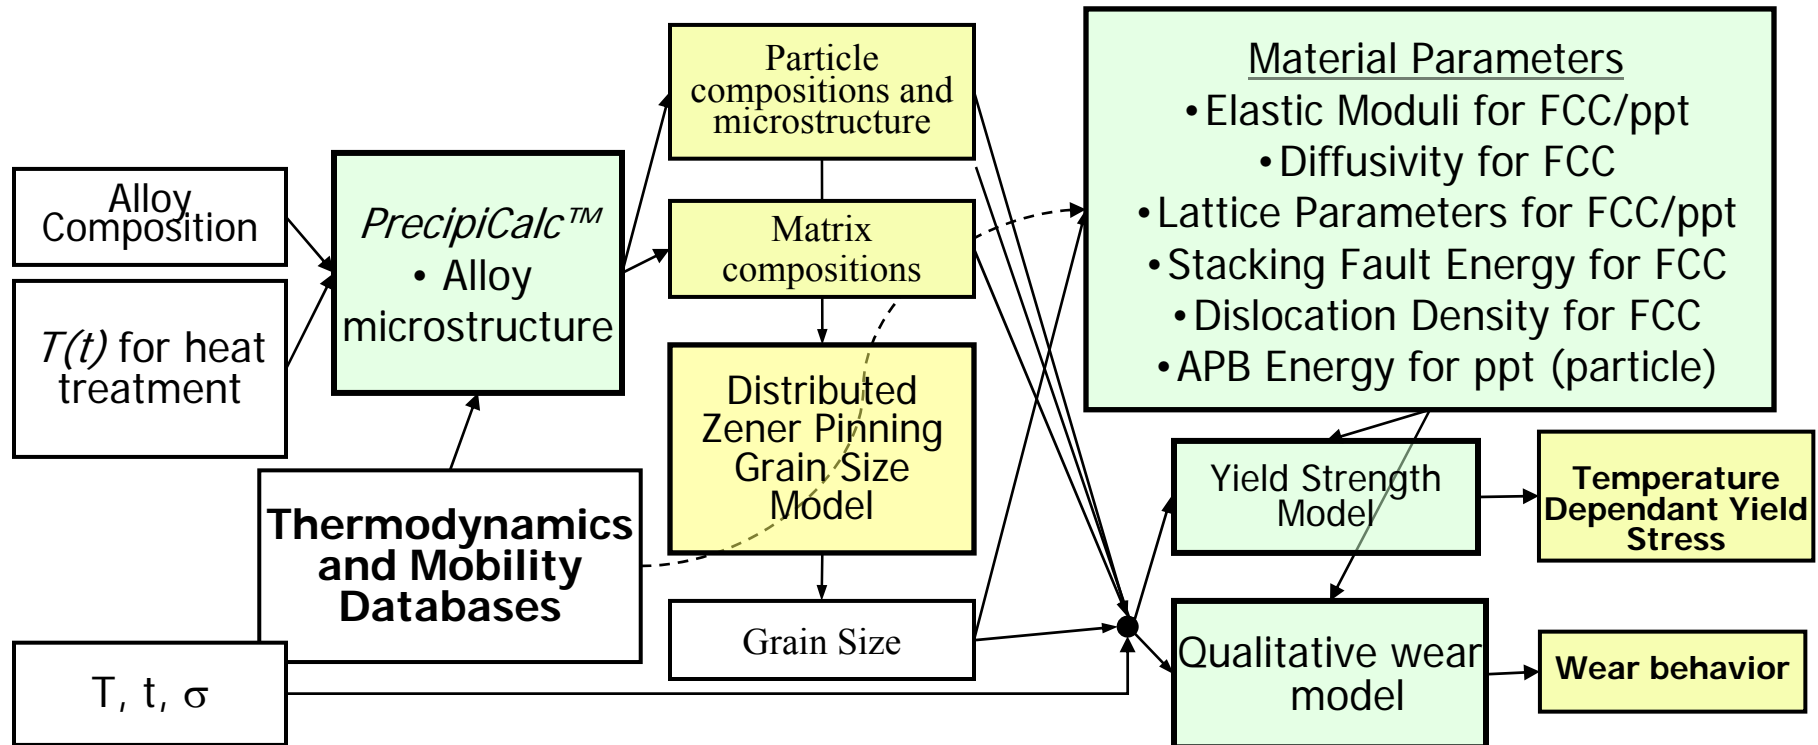 Alloy
Composition
T(t) for heat
treatment
PrecipiCalc™
• Alloy
microstructure
Thermodynamics
and Mobility
Databases
T, t, σ
Particle
compositions and
microstructure
Matrix
compositions
Distributed
Zener Pinning
Grain Size
Model
Grain Size
Material Parameters
•Elastic Moduli for FCC/ppt
•Diffusivity for FCC
•Lattice Parameters for FCC/ppt
•Stacking Fault Energy for FCC
•Dislocation Density for FCC
•APB Energy for ppt (particle)
Yield Strength
Model
Temperature
Dependant Yield
Stress
Qualitative wear
model
Wear behavior